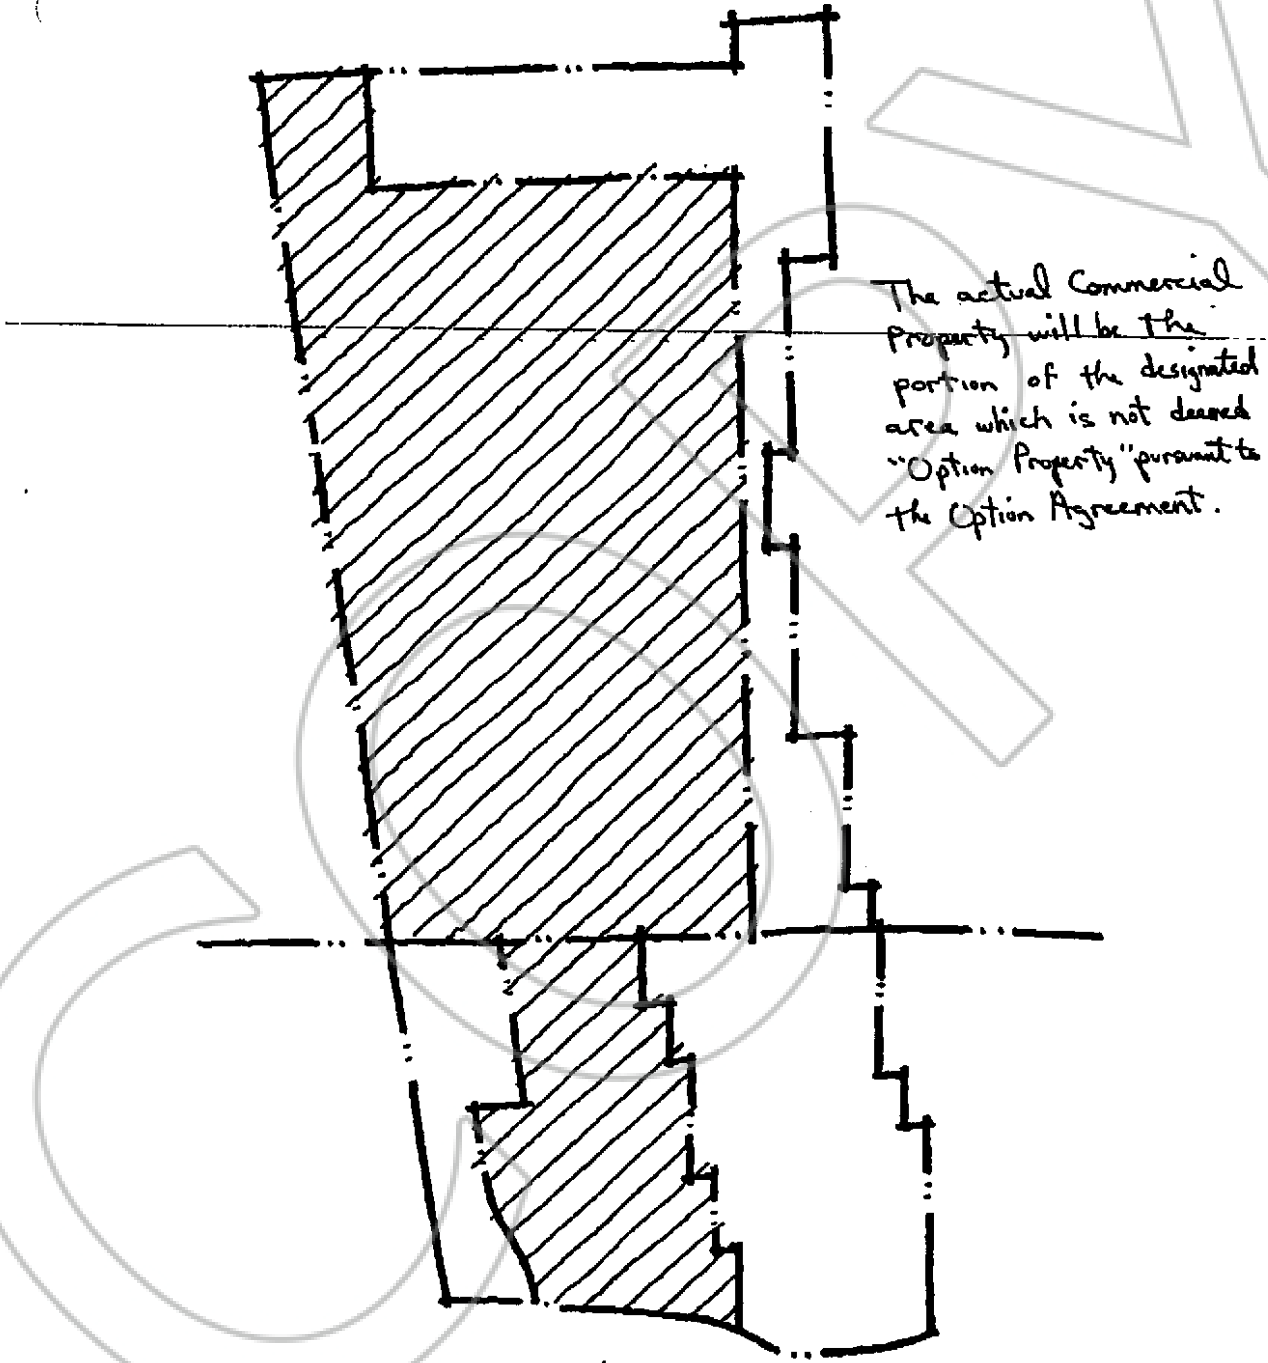 The actual Commercial
Property will be the
portion of the designated
area which is not deemed
"Option Property" pursuant to
the Option Agreement.
COPY